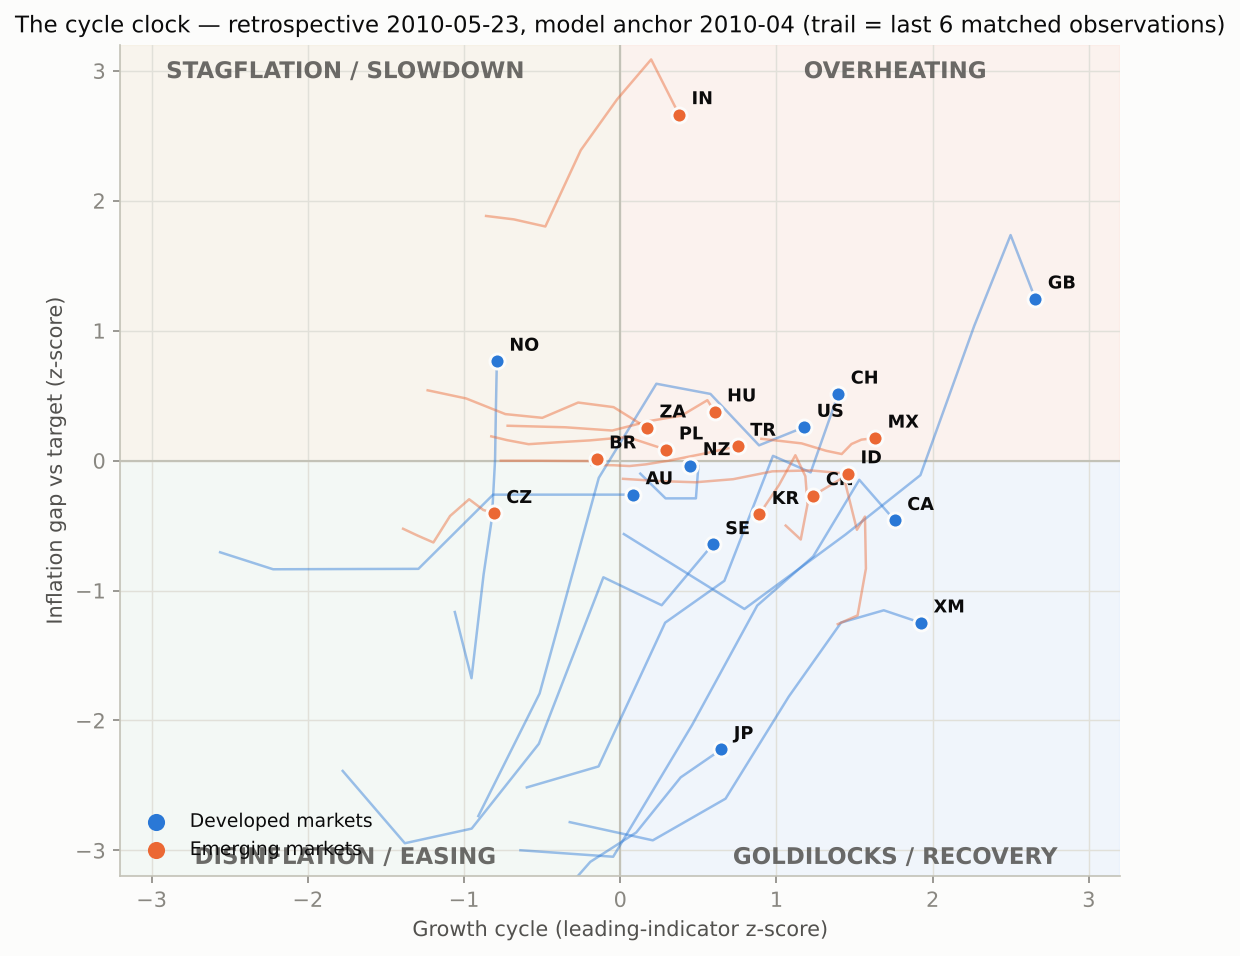 The cycle clock — retrospective 2010-05-23, model anchor 2010-04 (trail = last 6 matched observations)
STAGFLATION / SLOWDOWN
OVERHEATING
IN
GB
NO
CH
HU
US
ZA
MX
TR
PL
BR
NZ
ID
AU
KR
CZ
CA
SE
XM
JP
Developed markets
Emerging markets
DISINFLATION / EASING
GOLDILOCKS / RECOVERY
3
2
1
0
−1
−2
−3
−3
−2
−1
0
1
2
3
Inflation gap vs target (z-score)
Growth cycle (leading-indicator z-score)